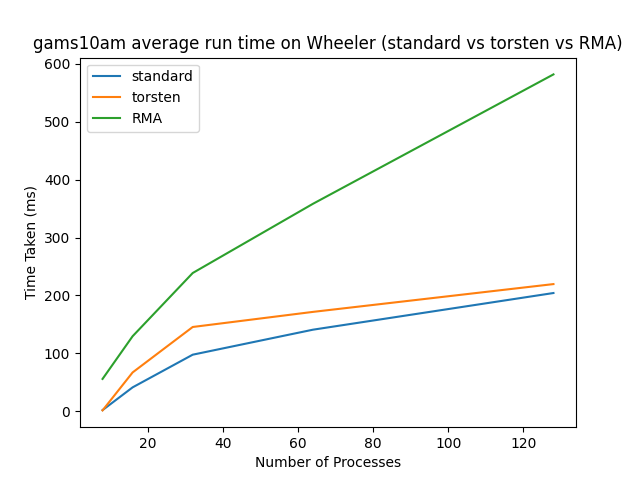 gams10am average run time on Wheeler (standard vs torsten vs RMA)
standard
torsten
RMA
600
500
400
300
200
100
0
Time Taken (ms)
20 40 60 80 100 120
Number of Processes